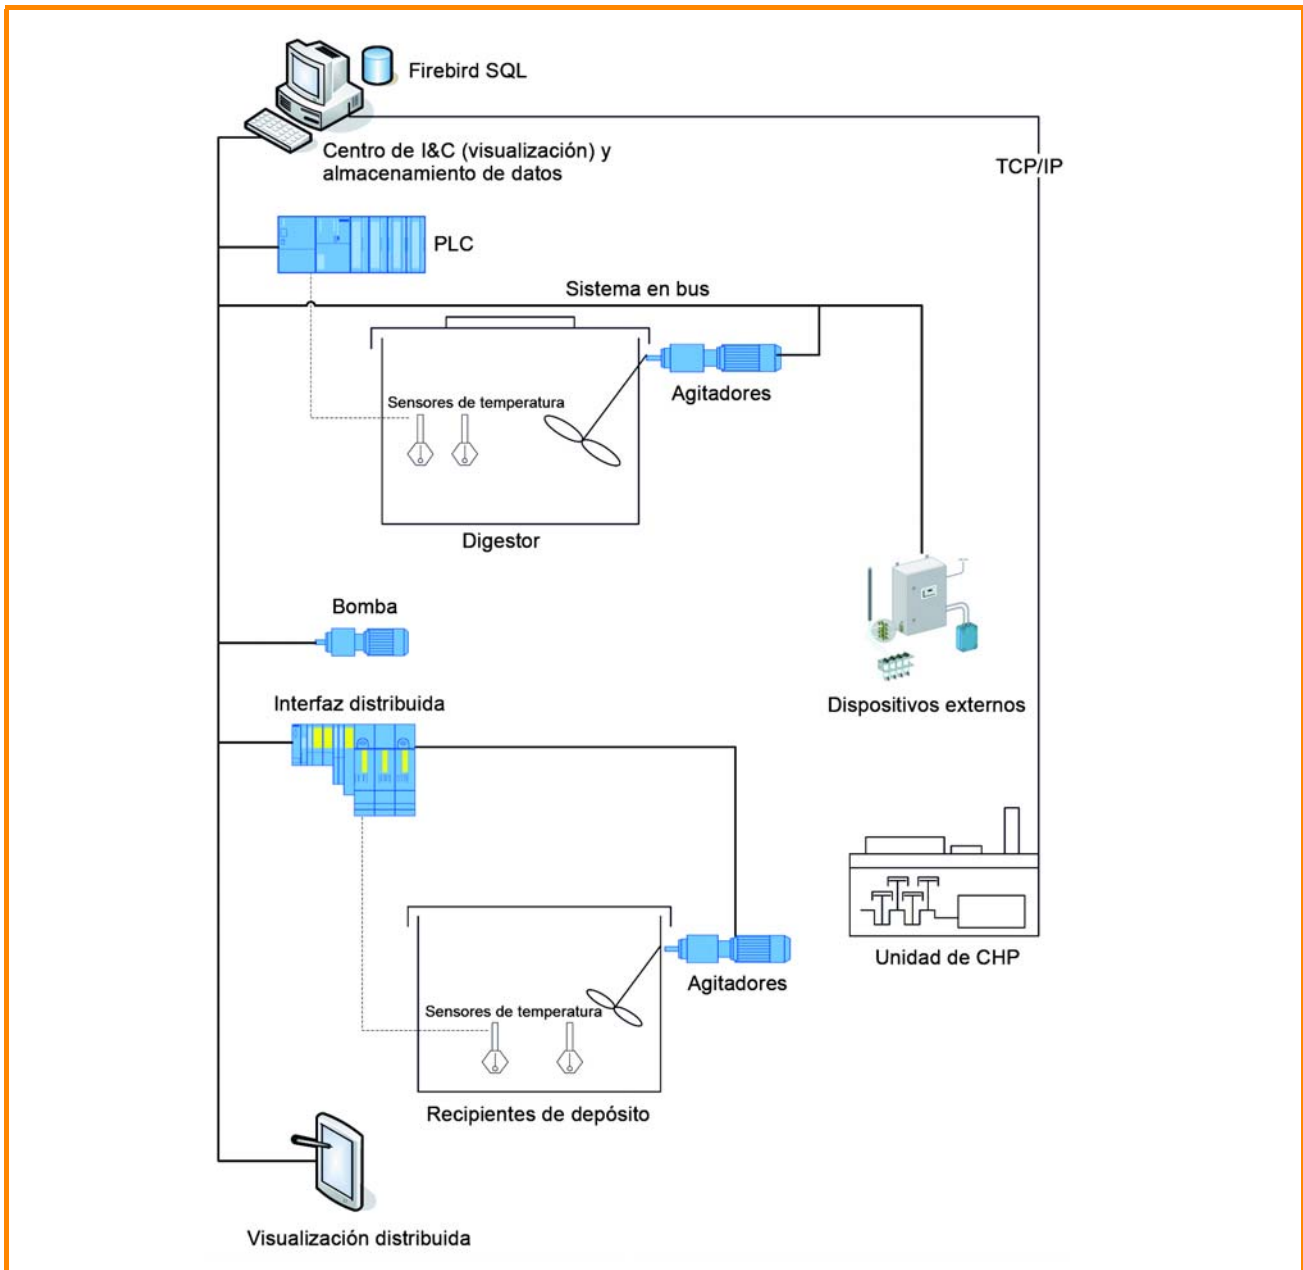 Firebird SQL
Centro de I&C (visualización) y
almacenamiento de datos
TCP/IP
PLC
Sistema en bus
Agitadores
Sensores de temperatura
Digestor
Bomba
Interfaz distribuida
Dispositivos externos
Unidad de CHP
Agitadores
Sensores de temperatura
Recipientes de depósito
Visualización distribuida